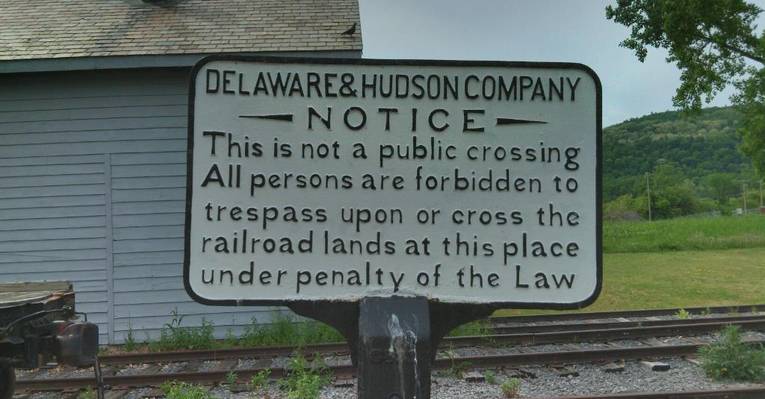 DELAWARE&HUDSON COMPANY
NOTICE
This is not a public crossing
All persons are forbidden to
trespass upon or cross the
railroad lands at this place
under penalty of the Law